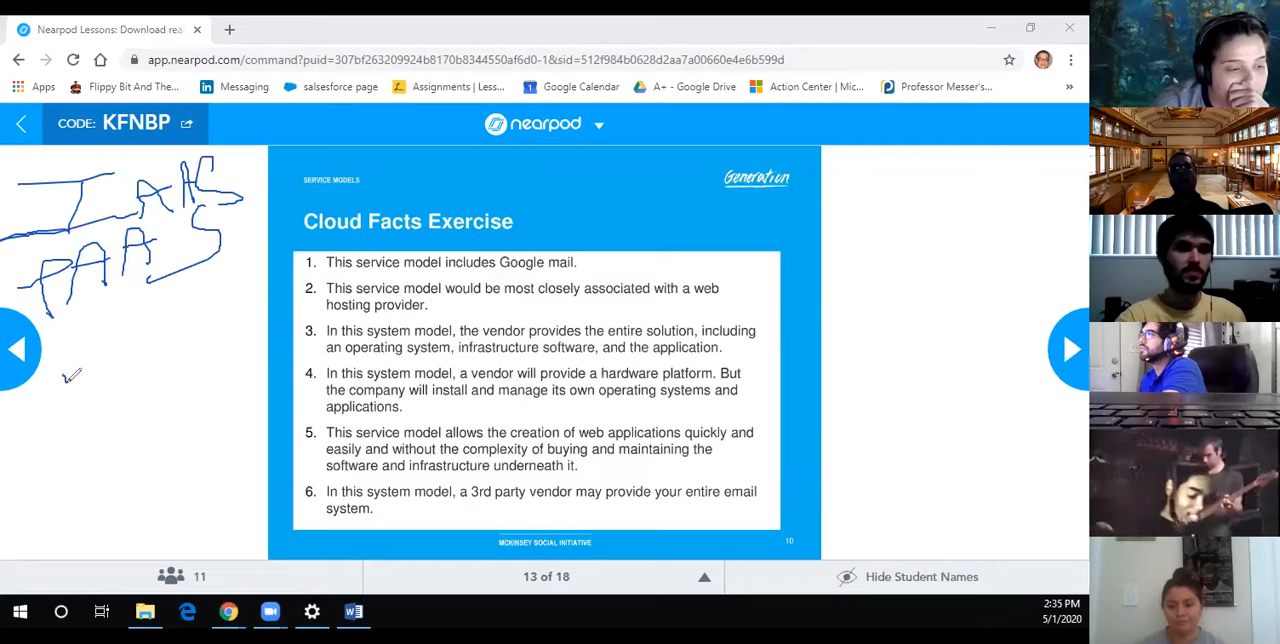 Nearpod Lessons: Download rea
app.nearpod.com/command?puid=307bf263209924b8170b8344550af6d0-1&sid=512f984b0628d2aa7a00660e4e6b599d
Apps Flippy Bit And The... Messaging salesforce page Assignments | Less... Google Calendar A+ - Google Drive Action Center | Mic... Professor Messer's... »
CODE: KFNBP nearpod
SERVICE MODELS Generation
IAAS
PAAS
Cloud Facts Exercise
1. This service model includes Google mail.
2. This service model would be most closely associated with a web
hosting provider.
3. In this system model, the vendor provides the entire solution, including
an operating system, infrastructure software, and the application.
4. In this system model, a vendor will provide a hardware platform. But
the company will install and manage its own operating systems and
applications.
5. This service model allows the creation of web applications quickly and
easily and without the complexity of buying and maintaining the
software and infrastructure underneath it.
6. In this system model, a 3rd party vendor may provide your entire email
system.
MCKINSEY SOCIAL INITIATIVE 10
11 13 of 18 Hide Student Names
2:35 PM
5/1/2020